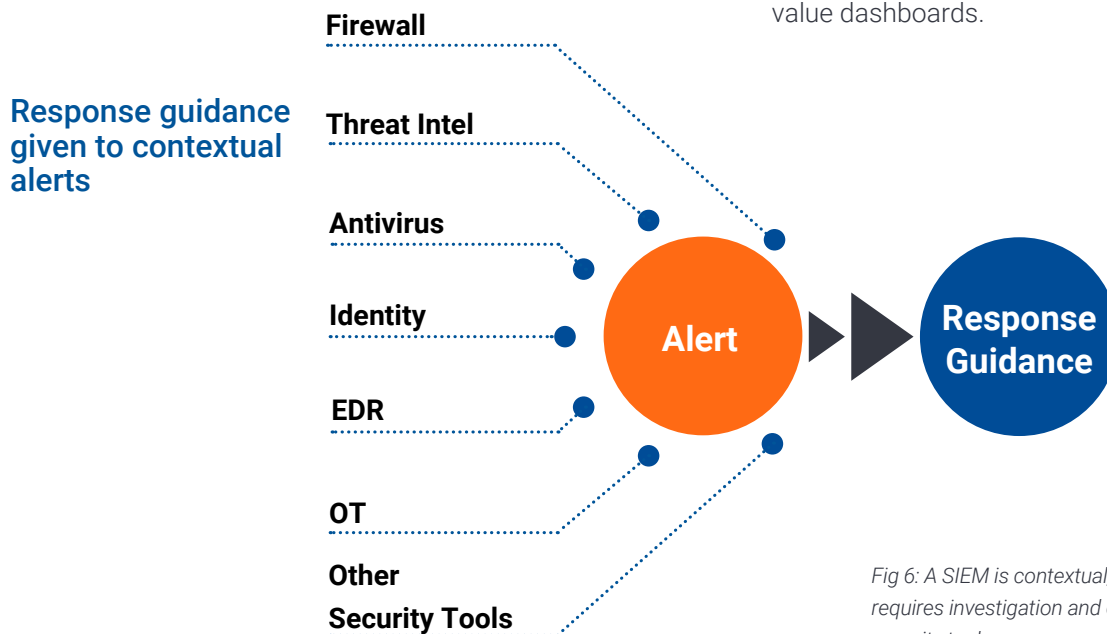 value dashboards.
Response guidance
given to contextual
alerts
Firewall
Threat Intel
Antivirus
Identity
EDR
OT
Other
Security Tools
Alert
Response
Guidance
Fig 6: A SIEM is contextual,
requires investigation and